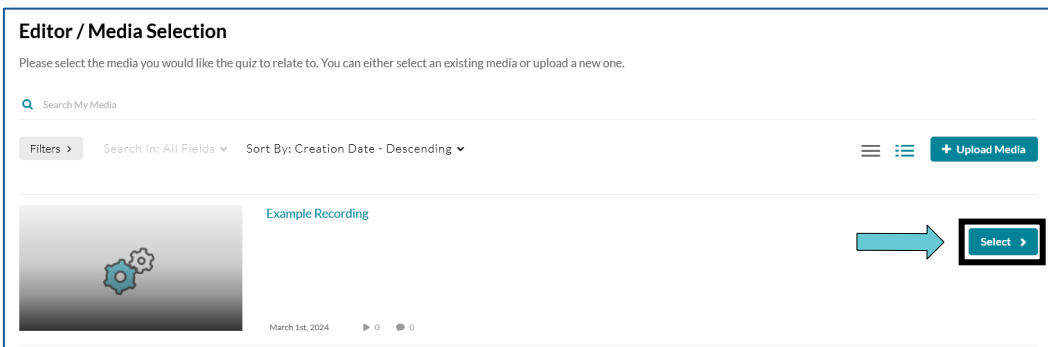 Editor / Media Selection
Please select the media you would like the quiz to relate to. You can either select an existing media or upload a new one.
Search My Media
Filters > Search In: All Fields Sort By: Creation Date - Descending + Upload Media
Example Recording
Select >
March 1st, 2024 0 0